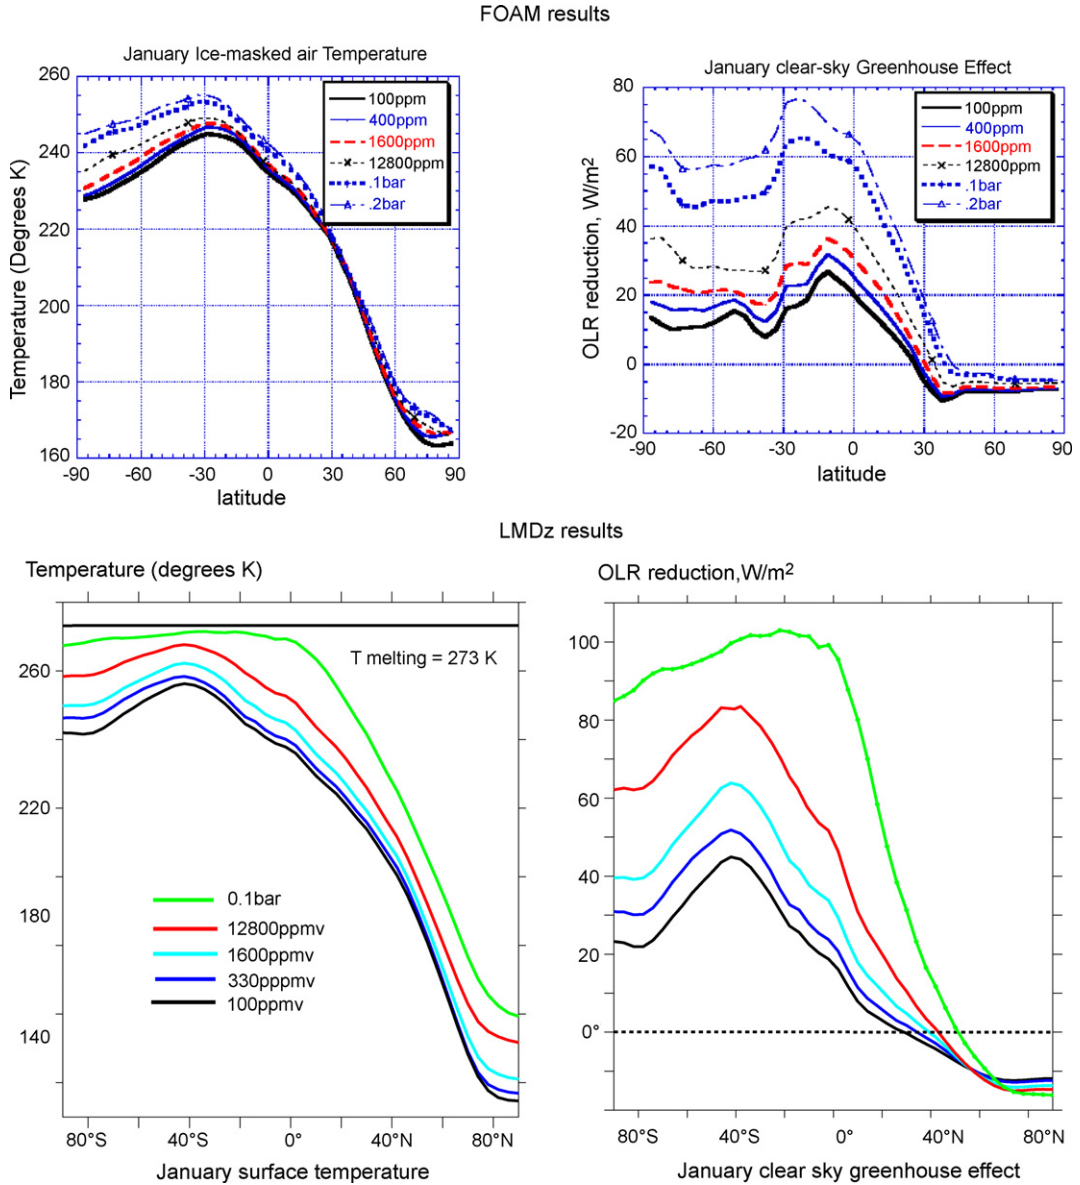 FOAM results
January Ice-masked air Temperature
260
240
220
200
180
160
Temperature (Degrees K)
100ppm
400ppm
1600ppm
12800ppm
.1bar
.2bar
-90 -60 -30 0 30 60 90
latitude
January clear-sky Greenhouse Effect
80
60
40
20
0
-20
OLR reduction, W/m2
100ppm
400ppm
1600ppm
12800ppm
.1bar
.2bar
-90 -60 -30 0 30 60 90
latitude
LMDz results
Temperature (degrees K)
T melting = 273 K
260
220
180
140
0.1bar
12800ppmv
1600ppmv
330pppmv
100ppmv
80°S 40°S 0° 40°N 80°N
January surface temperature
OLR reduction,W/m2
100
80
60
40
20
0°
80°S 40°S 0° 40°N 80°N
January clear sky greenhouse effect